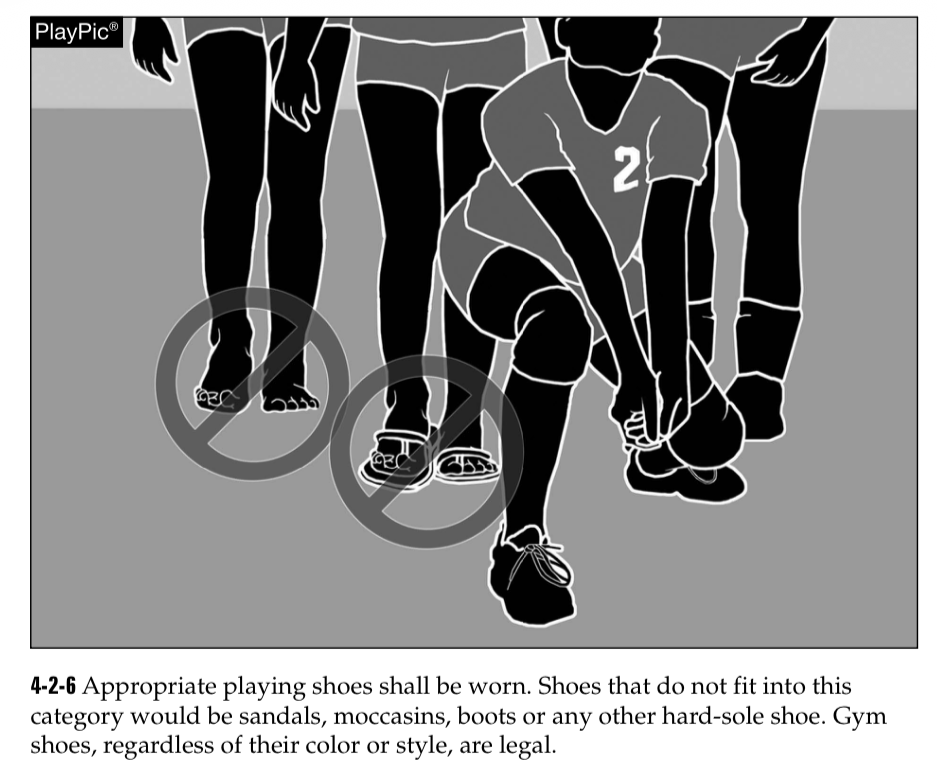 PlayPic®
2
4-2-6 Appropriate playing shoes shall be worn. Shoes that do not fit into this
category would be sandals, moccasins, boots or any other hard-sole shoe. Gym
shoes, regardless of their color or style, are legal.